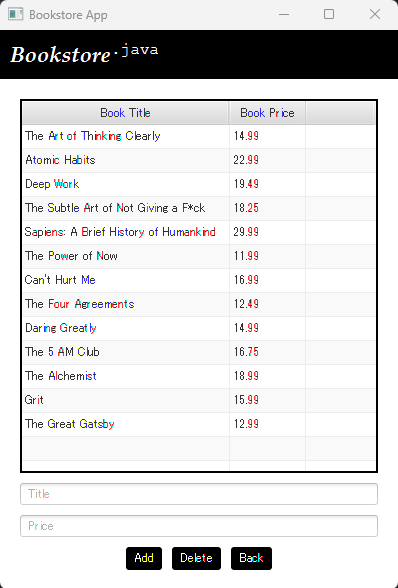 Bookstore App
Bookstore.java
Book Title Book Price
The Art of Thinking Clearly 14.99
Atomic Habits 22.99
Deep Work 19.49
The Subtle Art of Not Giving a F*ck 18.25
Sapiens: A Brief History of Humankind 29.99
The Power of Now 11.99
Can't Hurt Me 16.99
The Four Agreements 12.49
Daring Greatly 14.99
The 5 AM Club 16.75
The Alchemist 18.99
Grit 15.99
The Great Gatsby 12.99
Title
Price
Add Delete Back